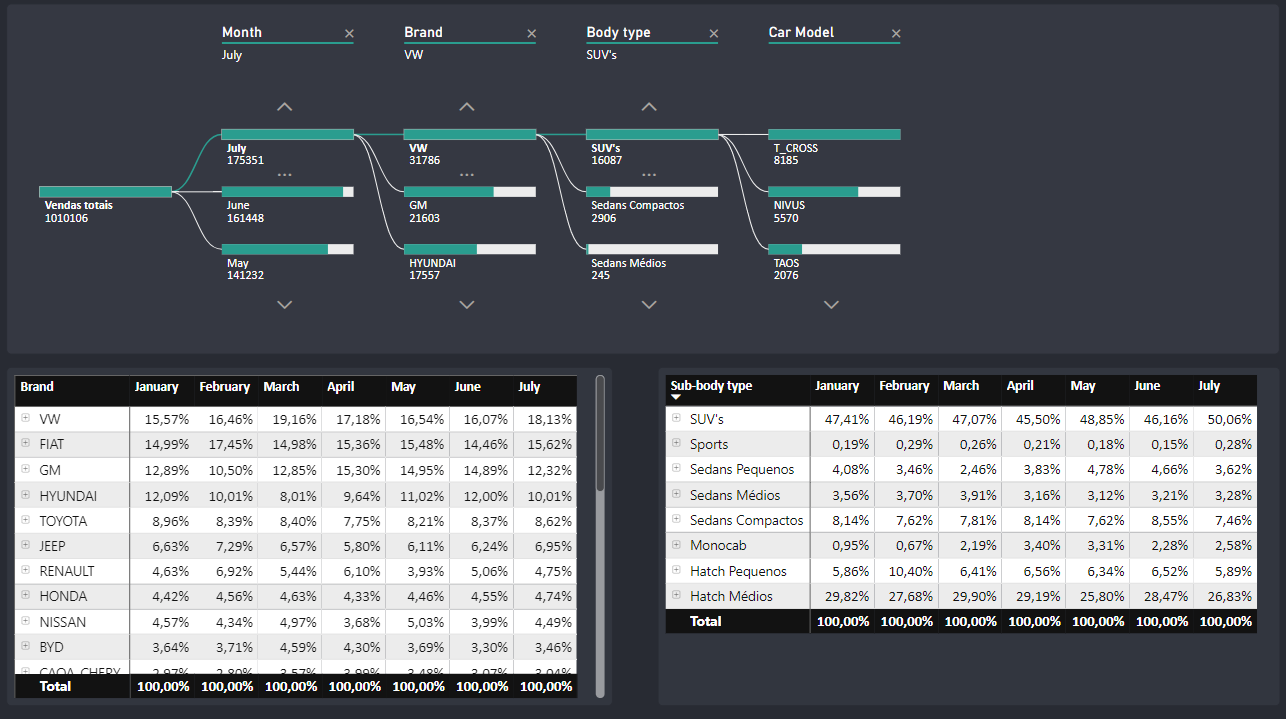 Month Brand Body type Car Model
July VW SUV's
July VW SUV's T_CROSS
175351 31786 16087 8185
... ... ...
Vendas totais June GM Sedans Compactos NIVUS
1010106 161448 21603 2906 5570
May HYUNDAI Sedans Médios TAOS
141232 17557 245 2076
Brand January February March April May June July
VW 15,57% 16,46% 19,16% 17,18% 16,54% 16,07% 18,13%
FIAT 14,99% 17,45% 14,98% 15,36% 15,48% 14,46% 15,62%
GM 12,89% 10,50% 12,85% 15,30% 14,95% 14,89% 12,32%
HYUNDAI 12,09% 10,01% 8,01% 9,64% 11,02% 12,00% 10,01%
TOYOTA 8,96% 8,39% 8,40% 7,75% 8,21% 8,37% 8,62%
JEEP 6,63% 7,29% 6,57% 5,80% 6,11% 6,24% 6,95%
RENAULT 4,63% 6,92% 5,44% 6,10% 3,93% 5,06% 4,75%
HONDA 4,42% 4,56% 4,63% 4,33% 4,46% 4,55% 4,74%
NISSAN 4,57% 4,34% 4,97% 3,68% 5,03% 3,99% 4,49%
BYD 3,64% 3,71% 4,59% 4,30% 3,69% 3,30% 3,46%
Total 100,00% 100,00% 100,00% 100,00% 100,00% 100,00% 100,00%
Sub-body type January February March April May June July
SUV's 47,41% 46,19% 47,07% 45,50% 48,85% 46,16% 50,06%
Sports 0,19% 0,29% 0,26% 0,21% 0,18% 0,15% 0,28%
Sedans Pequenos 4,08% 3,46% 2,46% 3,83% 4,78% 4,66% 3,62%
Sedans Médios 3,56% 3,70% 3,91% 3,16% 3,12% 3,21% 3,28%
Sedans Compactos 8,14% 7,62% 7,81% 8,14% 7,62% 8,55% 7,46%
Monocab 0,95% 0,67% 2,19% 3,40% 3,31% 2,28% 2,58%
Hatch Pequenos 5,86% 10,40% 6,41% 6,56% 6,34% 6,52% 5,89%
Hatch Médios 29,82% 27,68% 29,90% 29,19% 25,80% 28,47% 26,83%
Total 100,00% 100,00% 100,00% 100,00% 100,00% 100,00% 100,00%